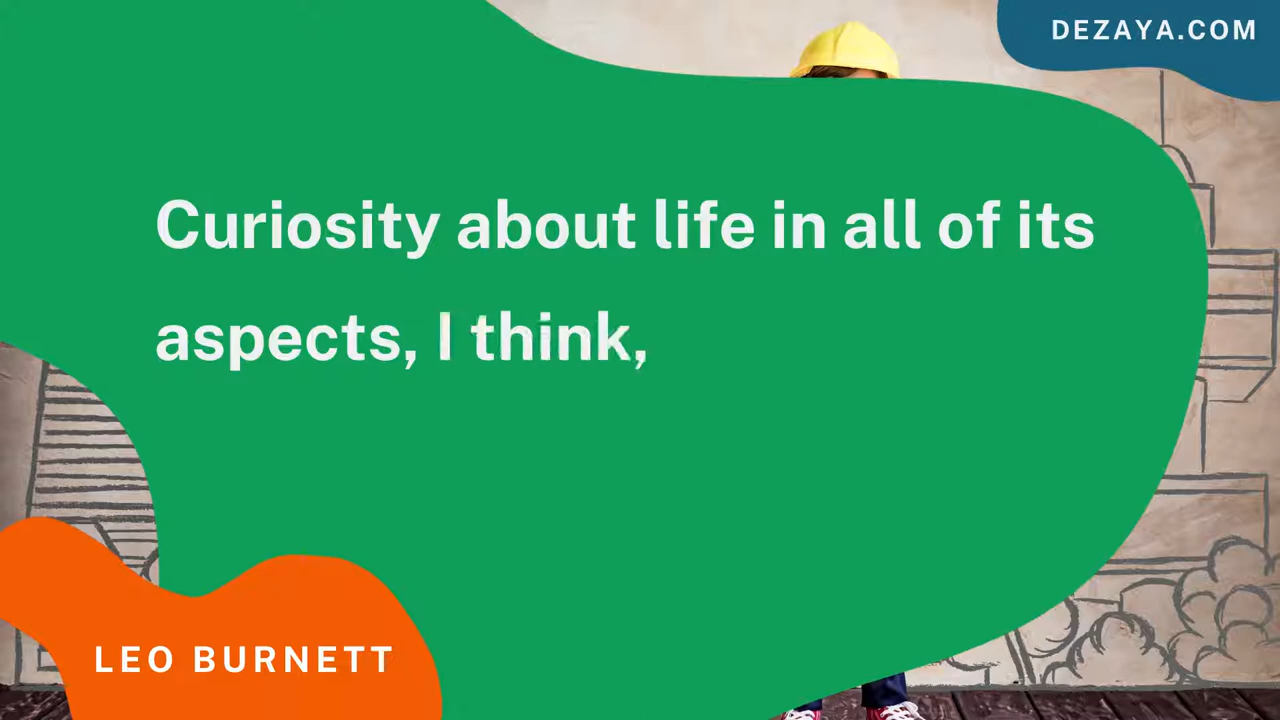 DEZAYA.COM
Curiosity about life in all of its
aspects, I think,
LEO BURNETT